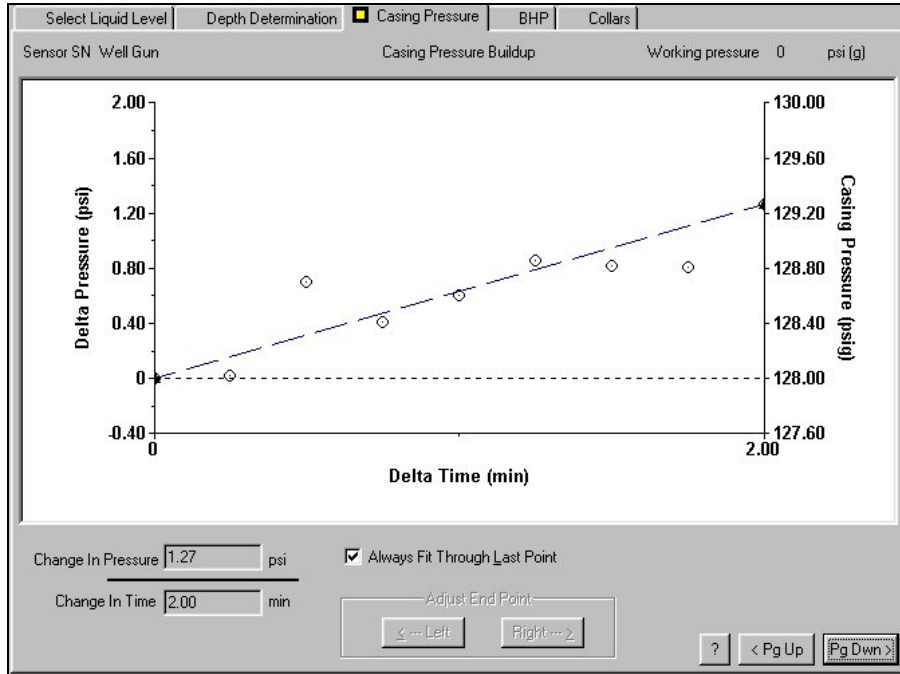 Select Liquid Level Depth Determination Casing Pressure BHP Collars
Sensor SN Well Gun Casing Pressure Buildup Working pressure 0 psi (g)
2.00 130.00
1.60 129.60
1.20 129.20
0.80 128.80
0.40 128.40
0 128.00
-0.40 127.60
Delta Pressure (psi)
Casing Pressure (psig)
0 2.00
Delta Time (min)
Change In Pressure 1.27 psi
Always Fit Through Last Point
Change In Time 2.00 min
Adjust End Point
< --- Left Right --- >
? < Pg Up Pg Dwn >